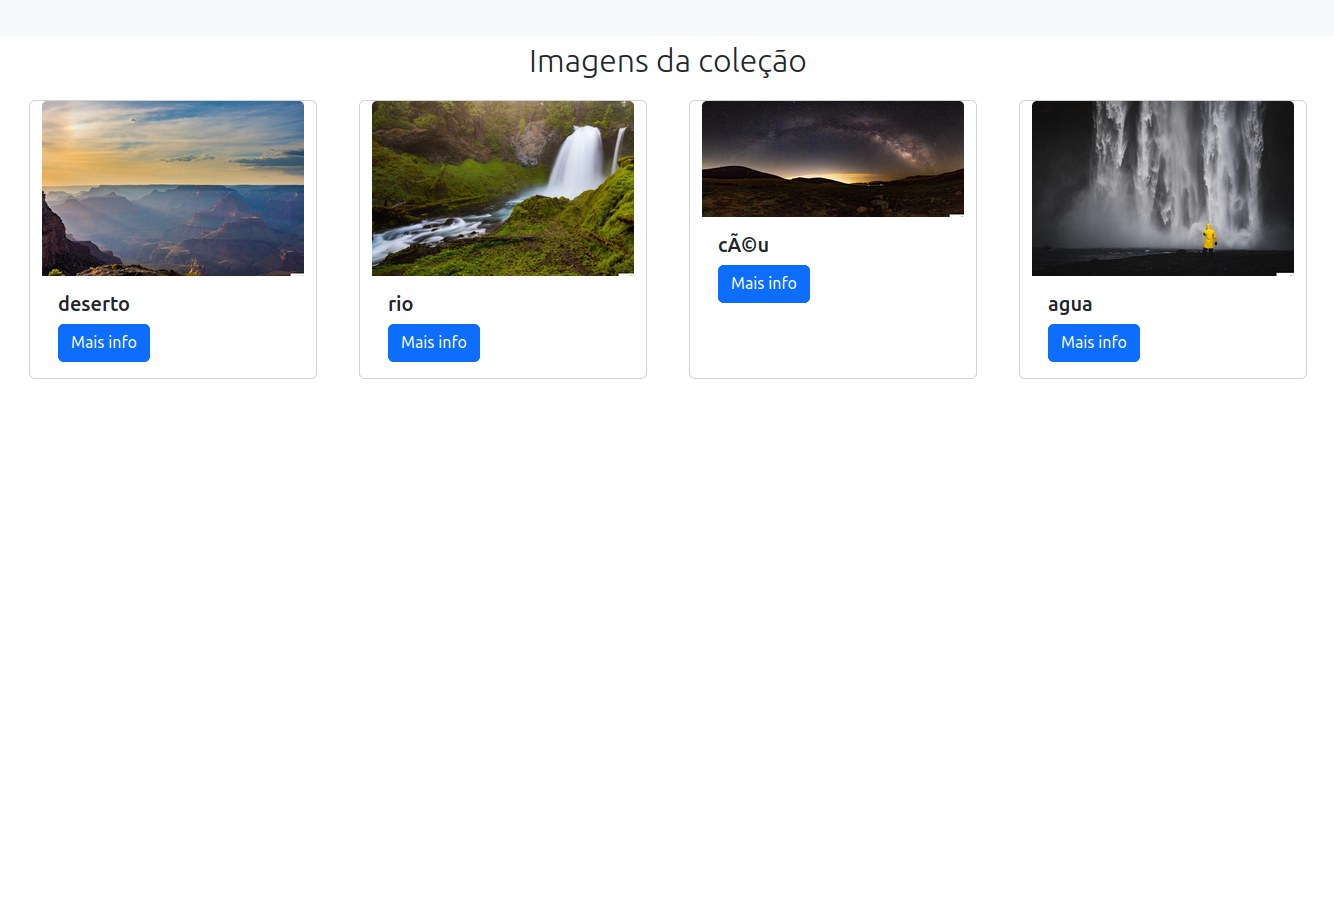 Imagens da coleção
deserto
Mais info
rio
Mais info
cÃ©u
Mais info
agua
Mais info